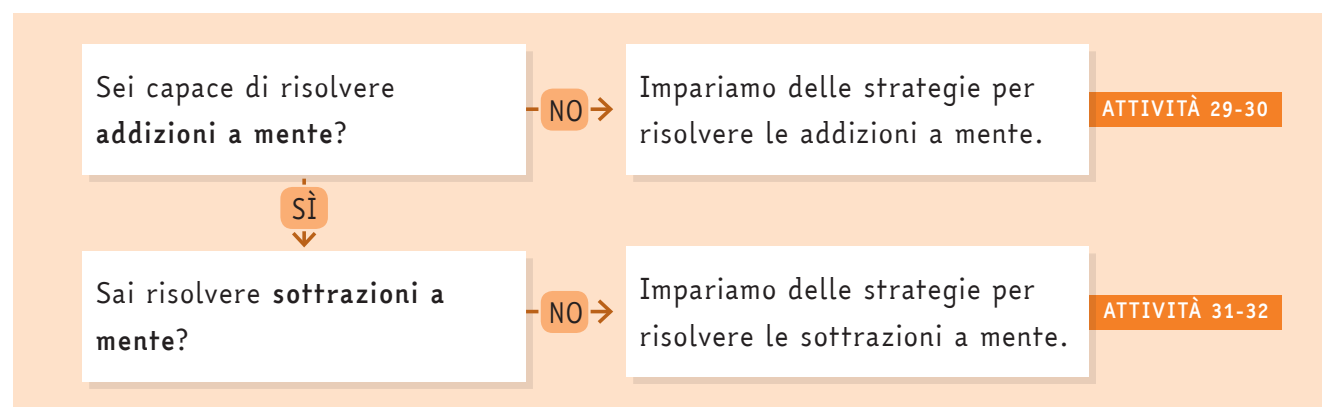 Sei capace di risolvere
addizioni a mente?
NO
Impariamo delle strategie per
risolvere le addizioni a mente.
ATTIVITÀ 29-30
SÌ
Sai risolvere sottrazioni a
mente?
NO
Impariamo delle strategie per
risolvere le sottrazioni a mente.
ATTIVITÀ 31-32